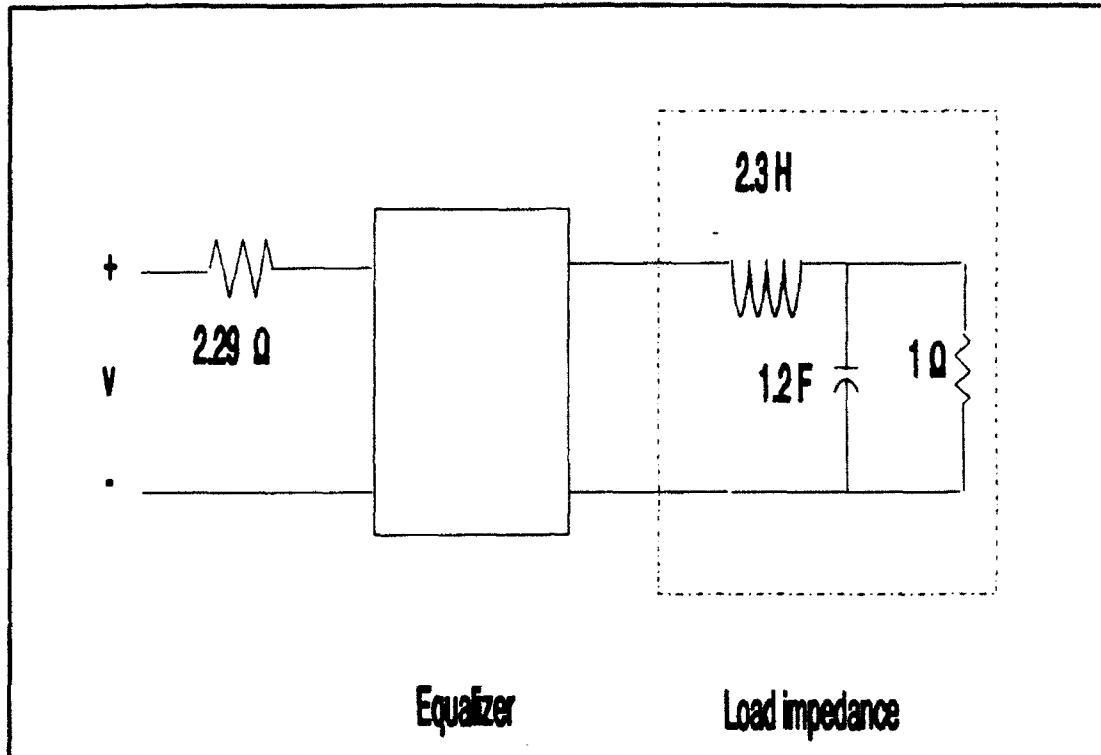 2.3 H
+
2.29 Ω
V
1.2 F
1 Ω
-
Equalizer
Load impedance